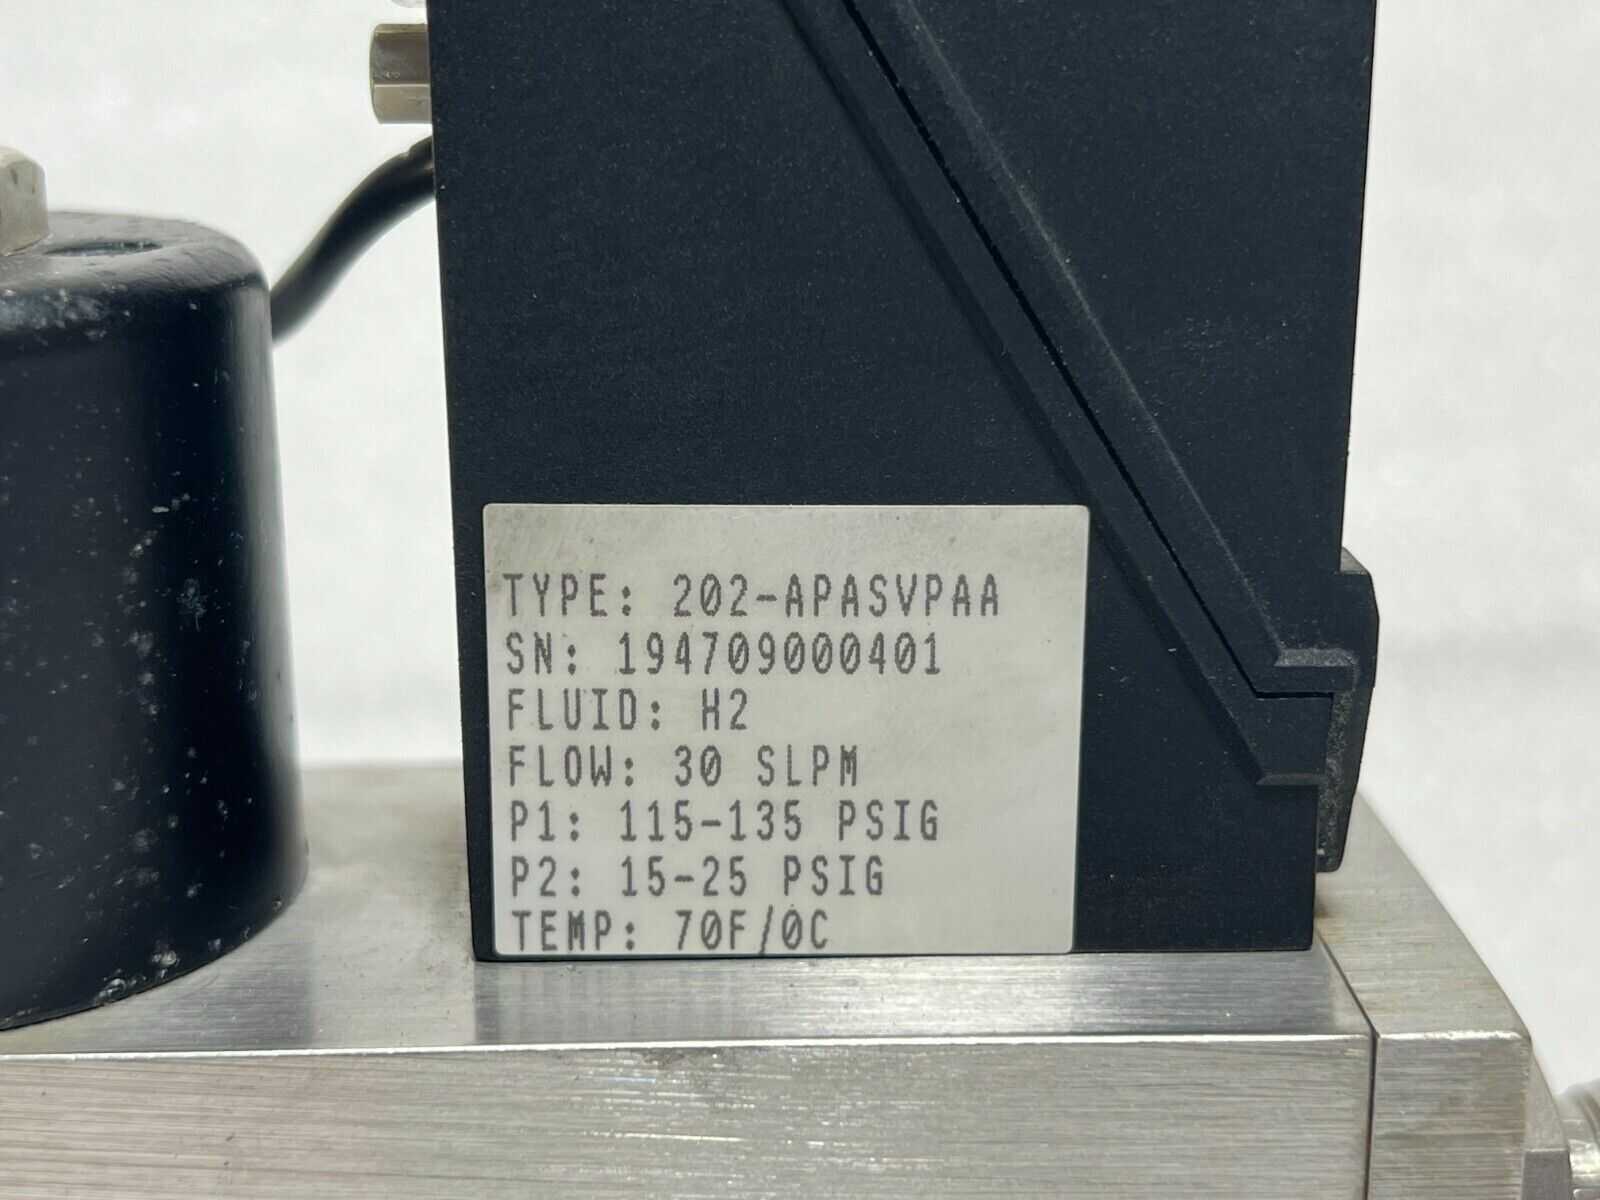 TYPE: 202-APASVPAA
SN: 194709000401
FLUID: H2
FLOW: 30 SLPM
P1: 115-135 PSIG
P2: 15-25 PSIG
TEMP: 70F/0C